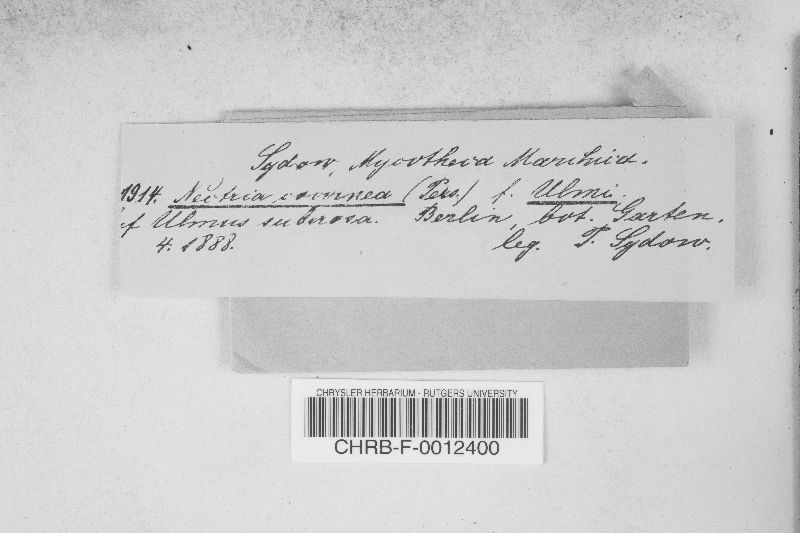 Sydow, Mycotheca Marchica.
1914. Nectria coccinea (Pers.) f. Ulmi.
f Ulmus suberosa. Berlin, bot. Garten.
4. 1888. leg. P. Sydow.
CHRYSLER HERBARIUM - RUTGERS UNIVERSITY
CHRB-F-0012400